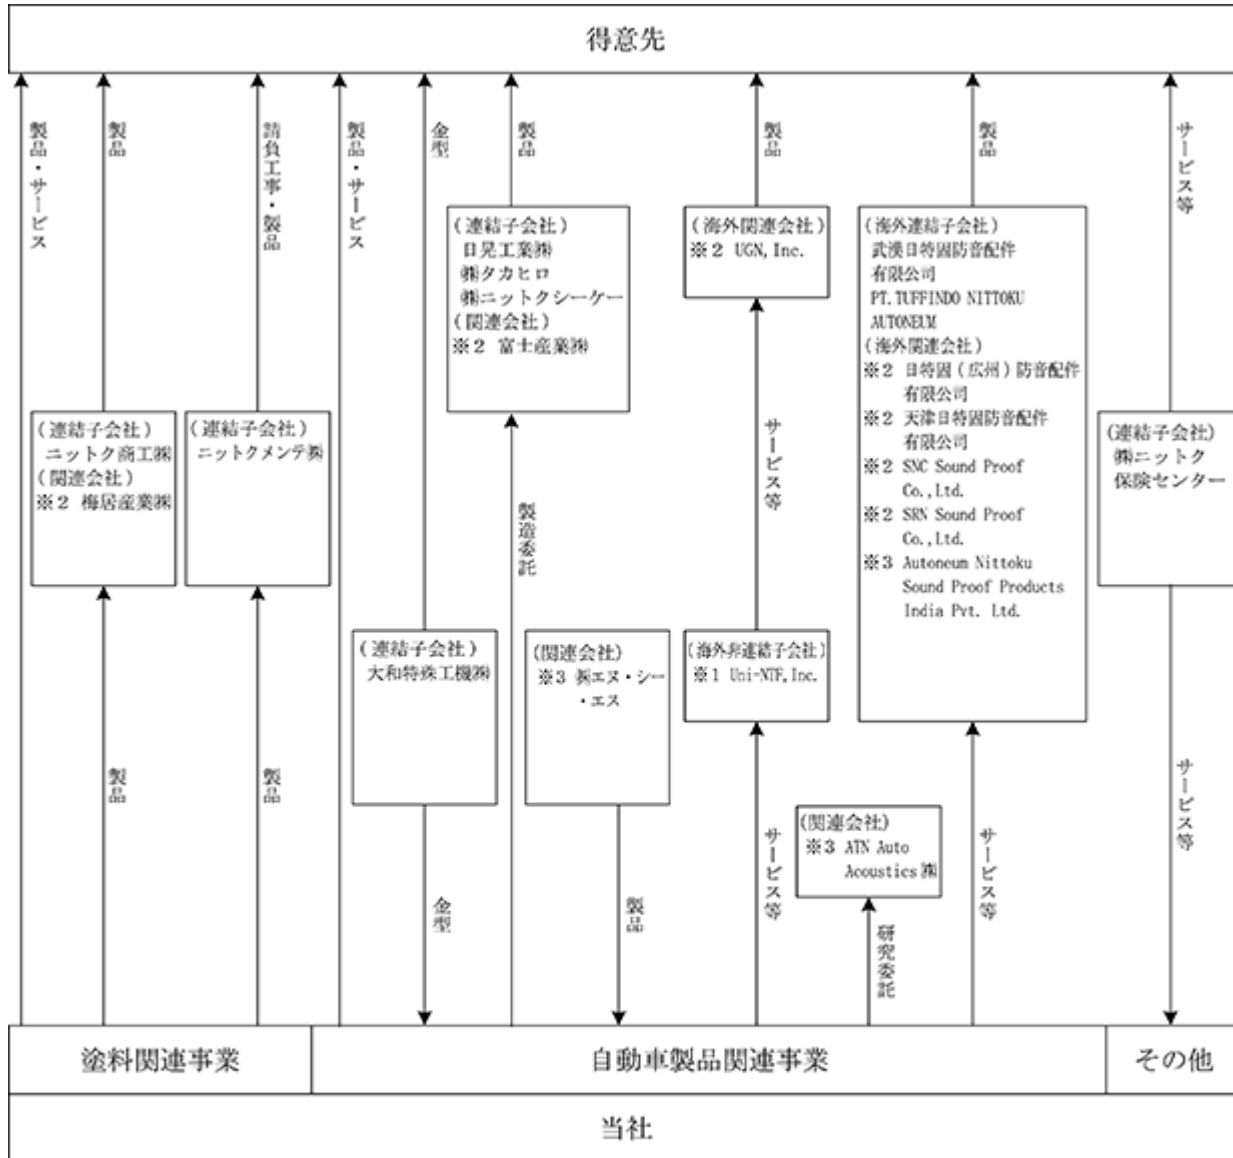 得意先
製品・サービス
製品
請負工事・製品
製品・サービス
金型
製品
製品
製品
サービス等
(連結子会社)
日晃工業㈱
㈱タカヒロ
㈱ニットクシーケー
(関連会社)
※2 富士産業㈱
(海外関連会社)
※2 UGN,Inc.
(海外連結子会社)
武漢日特固防音配件
有限公司
PT.TUFFINDO NITTOKU
AUTONEUM
(海外関連会社)
※2 日特固(広州)防音配件
有限公司
※2 天津日特固防音配件
有限公司
※2 SNC Sound Proof
Co.,Ltd.
※2 SRN Sound Proof
Co.,Ltd.
※3 Autoneum Nittoku
Sound Proof Products
India Pvt. Ltd.
(連結子会社)
ニットク商工㈱
(関連会社)
※2 梅居産業㈱
(連結子会社)
ニットクメンテ㈱
(連結子会社)
㈱ニットク
保険センター
サービス等
製造委託
(連結子会社)
大和特殊工機㈱
(関連会社)
※3 ㈱エヌ・シー
・エス
(海外非連結子会社)
※1 Uni-NTF,Inc.
製品
製品
金型
製品
サービス等
(関連会社)
※3 ATN Auto
Acoustics㈱
研究委託
サービス等
サービス等
塗料関連事業
自動車製品関連事業
その他
当社